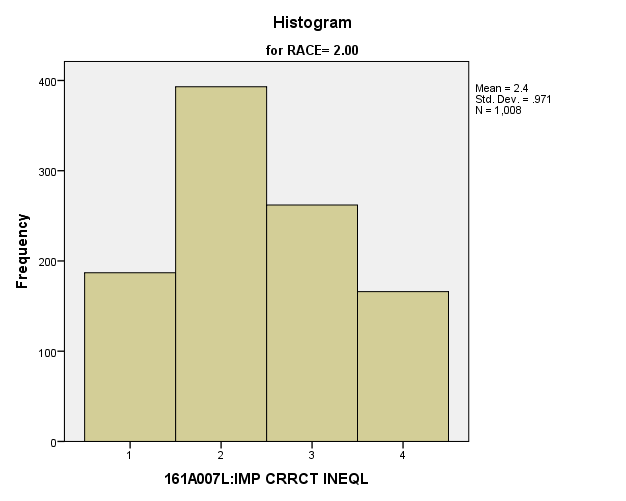 Histogram
for RACE= 2.00
Mean = 2.4
Std. Dev. = .971
N = 1,008
Frequency
400
300
200
100
0
1 2 3 4
161A007L:IMP CRRCT INEQL